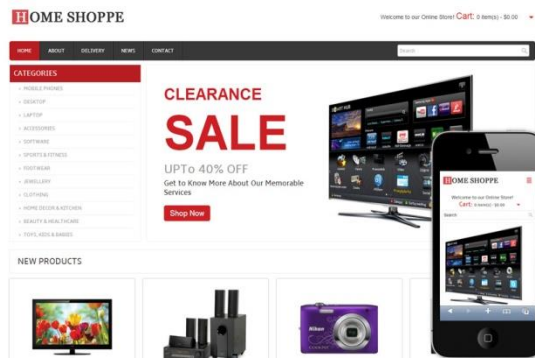 HOME SHOPPE
Welcome to our Online Store! Cart: 0 item(s) - $0.00
HOME ABOUT DELIVERY NEWS CONTACT
Search
CATEGORIES
MOBILE PHONES
DESKTOP
LAPTOP
ACCESSORIES
SOFTWARE
SPORTS & FITNESS
FOOTWEAR
JEWELLERY
CLOTHING
HOME DECOR & KITCHEN
BEAUTY & HEALTHCARE
TOYS, KIDS & BABIES
CLEARANCE
SALE
UPTo 40% OFF
Get to Know More About Our Memorable
Services
Shop Now
SMART HUB
HOME SHOPPE
Welcome to our Online Store!
Cart: 0 item(s) - $0.00
Search
NEW PRODUCTS
Nikon